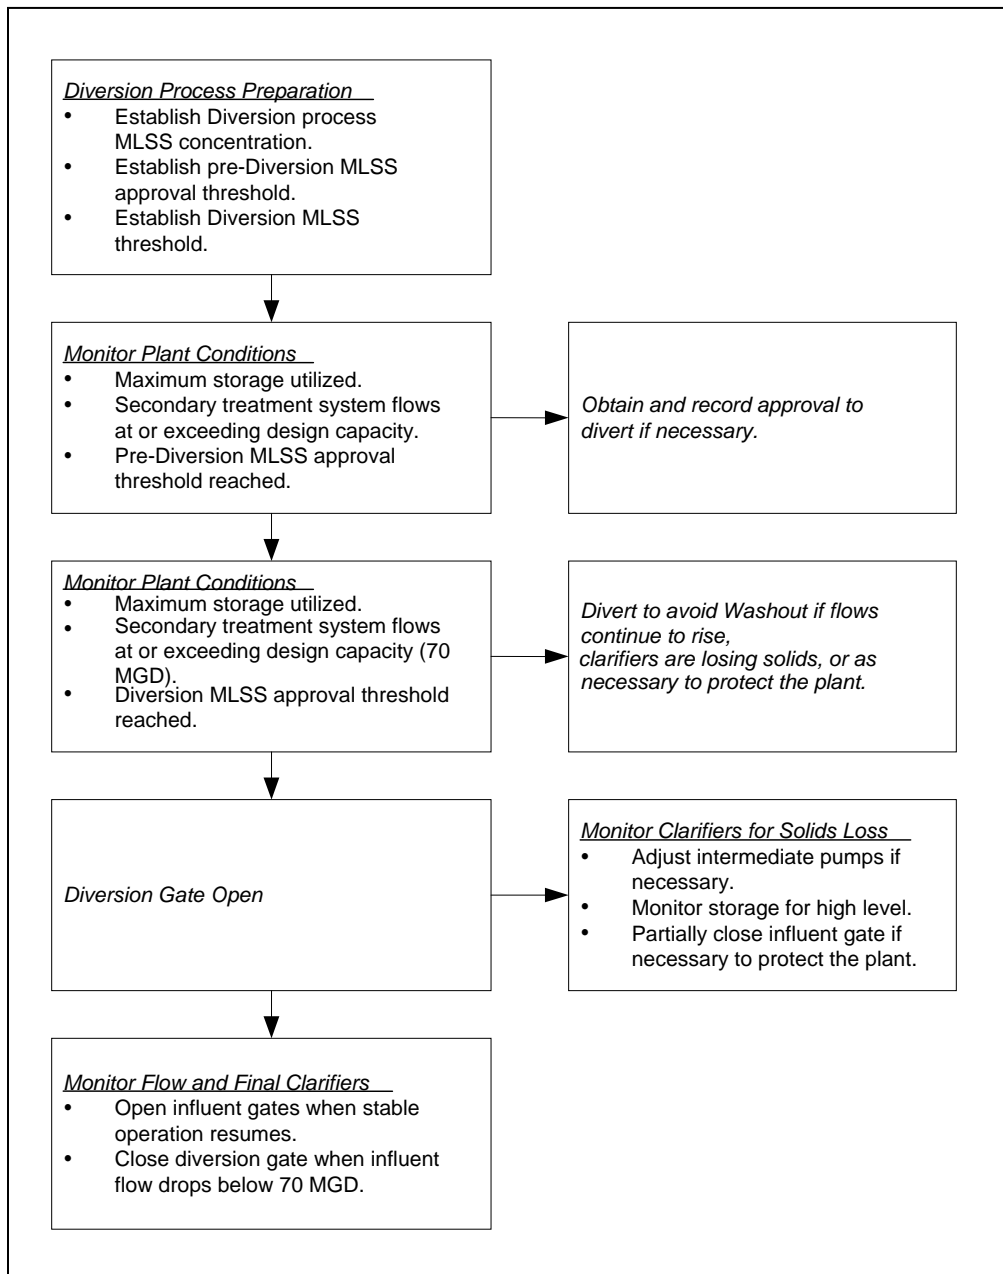 Diversion Process Preparation
• Establish Diversion process
MLSS concentration.
• Establish pre-Diversion MLSS
approval threshold.
• Establish Diversion MLSS
threshold.
Monitor Plant Conditions
• Maximum storage utilized.
• Secondary treatment system flows
at or exceeding design capacity.
• Pre-Diversion MLSS approval
threshold reached.
Obtain and record approval to
divert if necessary.
Monitor Plant Conditions
• Maximum storage utilized.
• Secondary treatment system flows
at or exceeding design capacity (70
MGD).
• Diversion MLSS approval threshold
reached.
Divert to avoid Washout if flows
continue to rise,
clarifiers are losing solids, or as
necessary to protect the plant.
Diversion Gate Open
Monitor Clarifiers for Solids Loss
• Adjust intermediate pumps if
necessary.
• Monitor storage for high level.
• Partially close influent gate if
necessary to protect the plant.
Monitor Flow and Final Clarifiers
• Open influent gates when stable
operation resumes.
• Close diversion gate when influent
flow drops below 70 MGD.